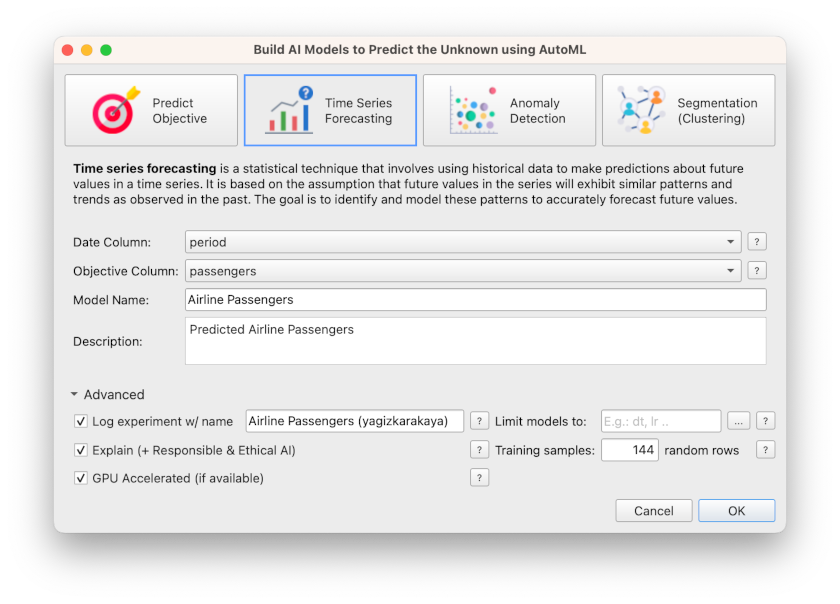 Build AI Models to Predict the Unknown using AutoML
Predict
Objective
?
Time Series
Forecasting
Anomaly
Detection
Segmentation
(Clustering)
Time series forecasting is a statistical technique that involves using historical data to make predictions about future
values in a time series. It is based on the assumption that future values in the series will exhibit similar patterns and
trends as observed in the past. The goal is to identify and model these patterns to accurately forecast future values.
Date Column: period ?
Objective Column: passengers ?
Model Name: Airline Passengers
Description: Predicted Airline Passengers
Advanced
Log experiment w/ name Airline Passengers (yagizkarakaya) ? Limit models to: E.g.: dt, lr .. ... ?
Explain (+ Responsible & Ethical AI) ? Training samples: 144 random rows ?
GPU Accelerated (if available) ?
Cancel OK